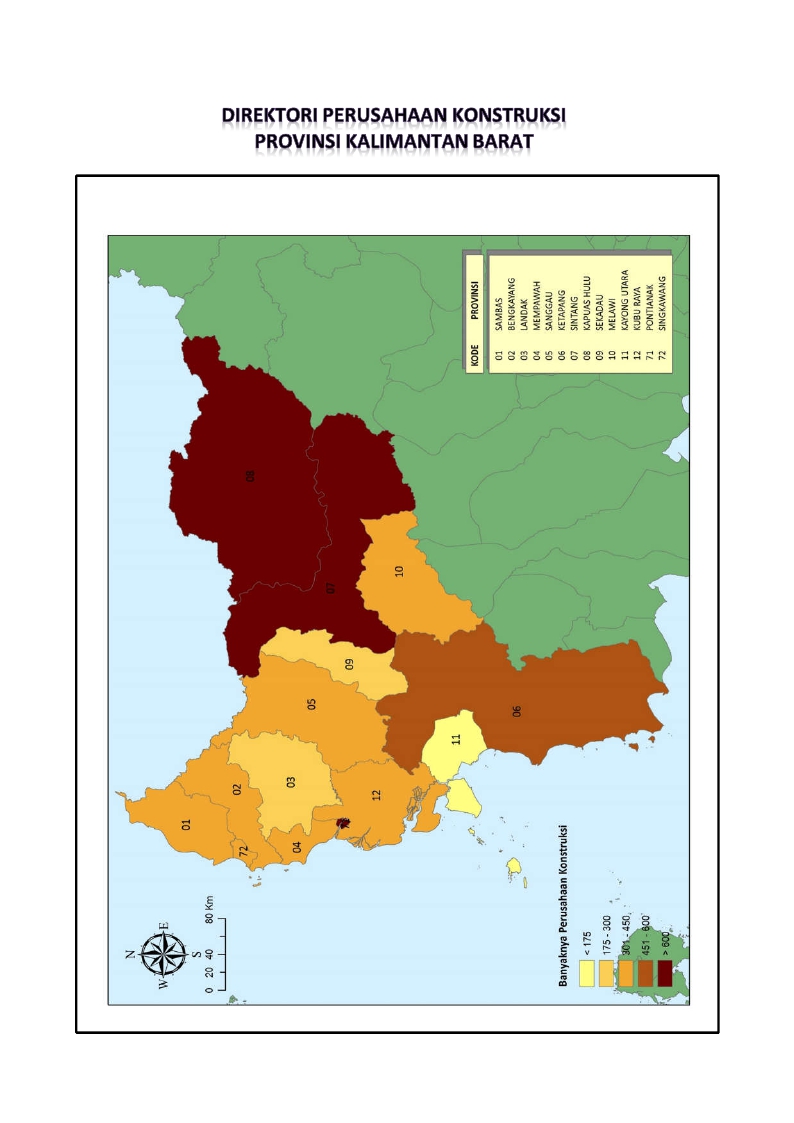 DIREKTORI PERUSAHAAN KONSTRUKSI
PROVINSI KALIMANTAN BARAT
KODE PROVINSI
01 SAMBAS
02 BENGKAYANG
03 LANDAK
04 MEMPAWAH
05 SANGGAU
06 KETAPANG
07 SINTANG
08 KAPUAS HULU
09 SEKADAU
10 MELAWI
11 KAYONG UTARA
12 KUBU RAYA
71 PONTIANAK
72 SINGKAWANG
08
07
10
09
05
06
11
03
02
12
01
72
04
N
E
S
W
0 20 40 80 Km
Banyaknya Perusahaan Konstruksi
< 175
175 - 300
301 - 450
451 - 600
> 600